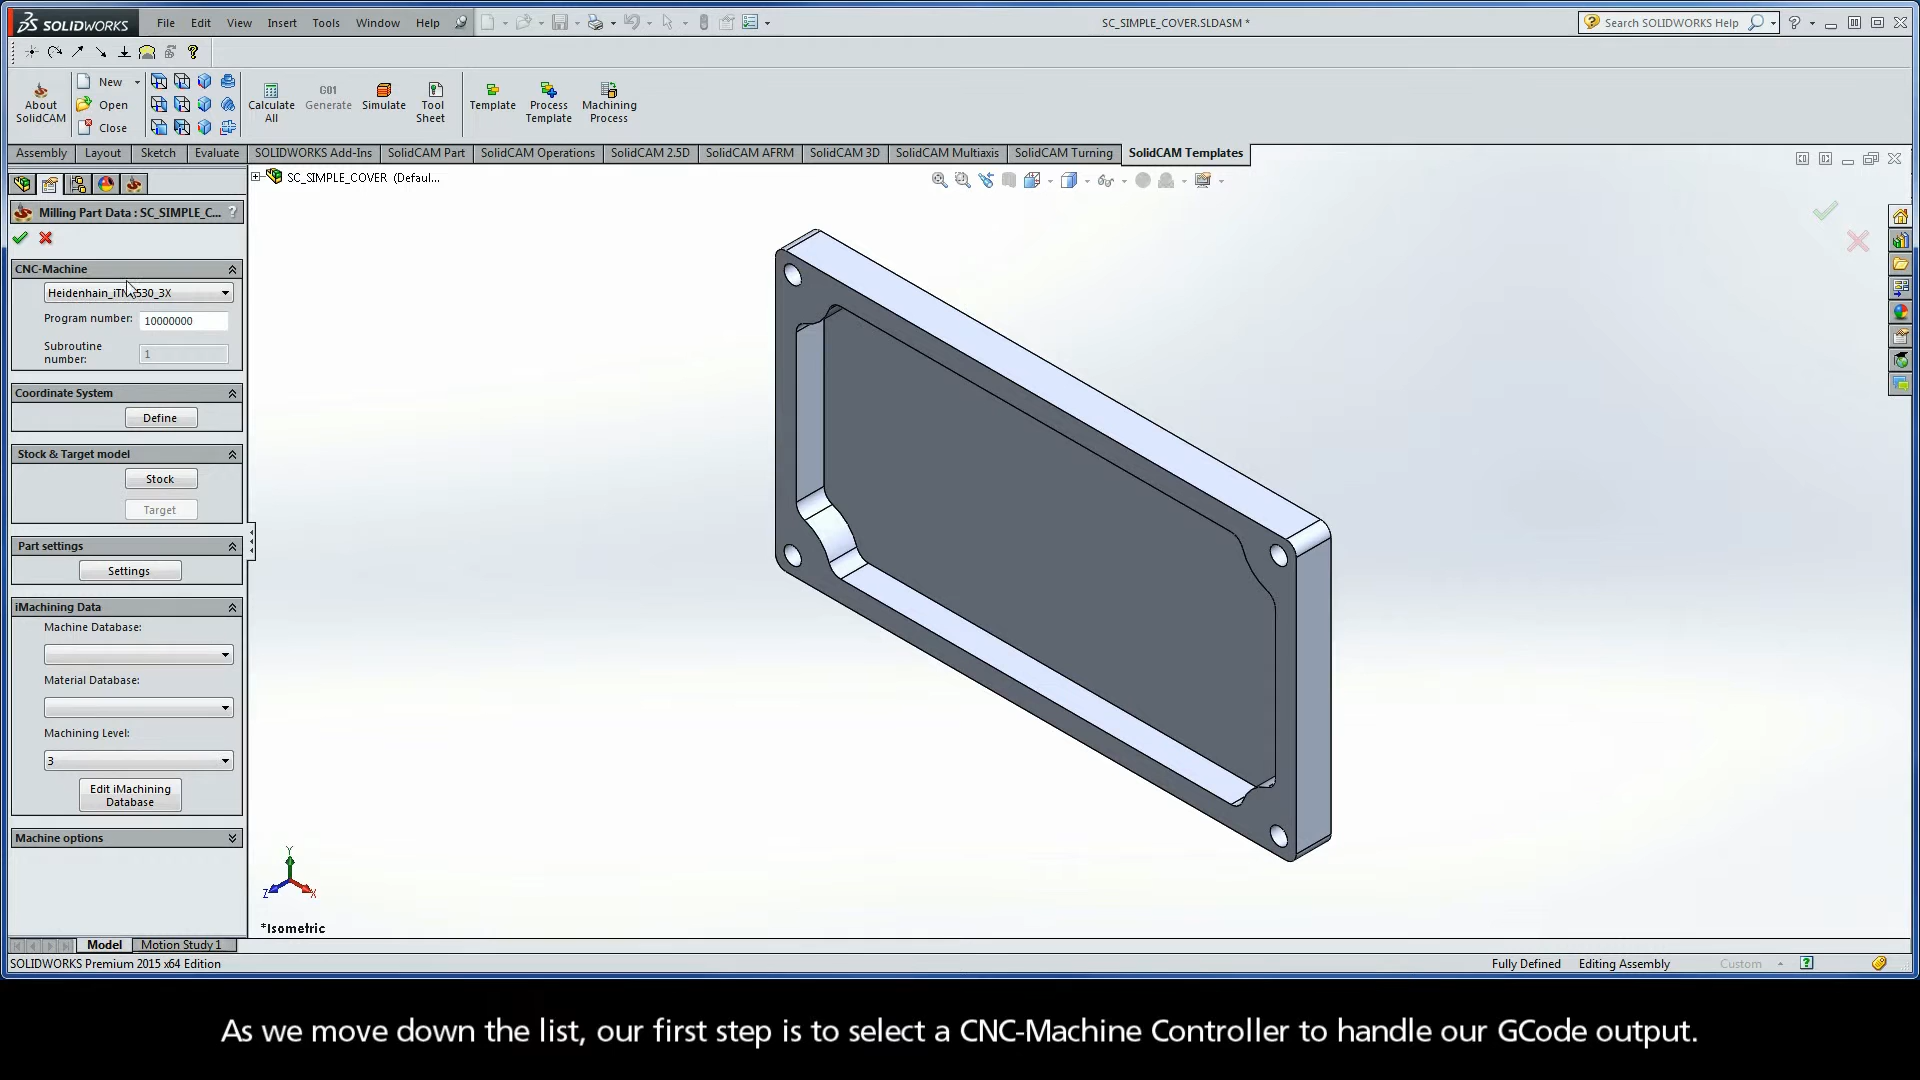 SOLIDWORKS File Edit View Insert Tools Window Help SC_SIMPLE_COVER.SLDASM * Search SOLIDWORKS Help
About SolidCAM
New
Open
Close
Calculate All
G01 Generate
Simulate
Tool Sheet
Template
Process Template
Machining Process
Assembly Layout Sketch Evaluate SOLIDWORKS Add-Ins SolidCAM Part SolidCAM Operations SolidCAM 2.5D SolidCAM AFRM SolidCAM 3D SolidCAM Multiaxis SolidCAM Turning SolidCAM Templates
SC_SIMPLE_COVER (Defaul...
Milling Part Data : SC_SIMPLE_C... ?
CNC-Machine
Program number: 10000000
Subroutine number: 1
Coordinate System
Define
Stock & Target model
Stock
Target
Part settings
Settings
iMachining Data
Machine Database:
Material Database:
Machining Level:
3
Edit iMachining Database
Machine options
Y
Z X
*Isometric
Model Motion Study 1
SOLIDWORKS Premium 2015 x64 Edition Fully Defined Editing Assembly Custom
As we move down the list, our first step is to select a CNC-Machine Controller to handle our GCode output.